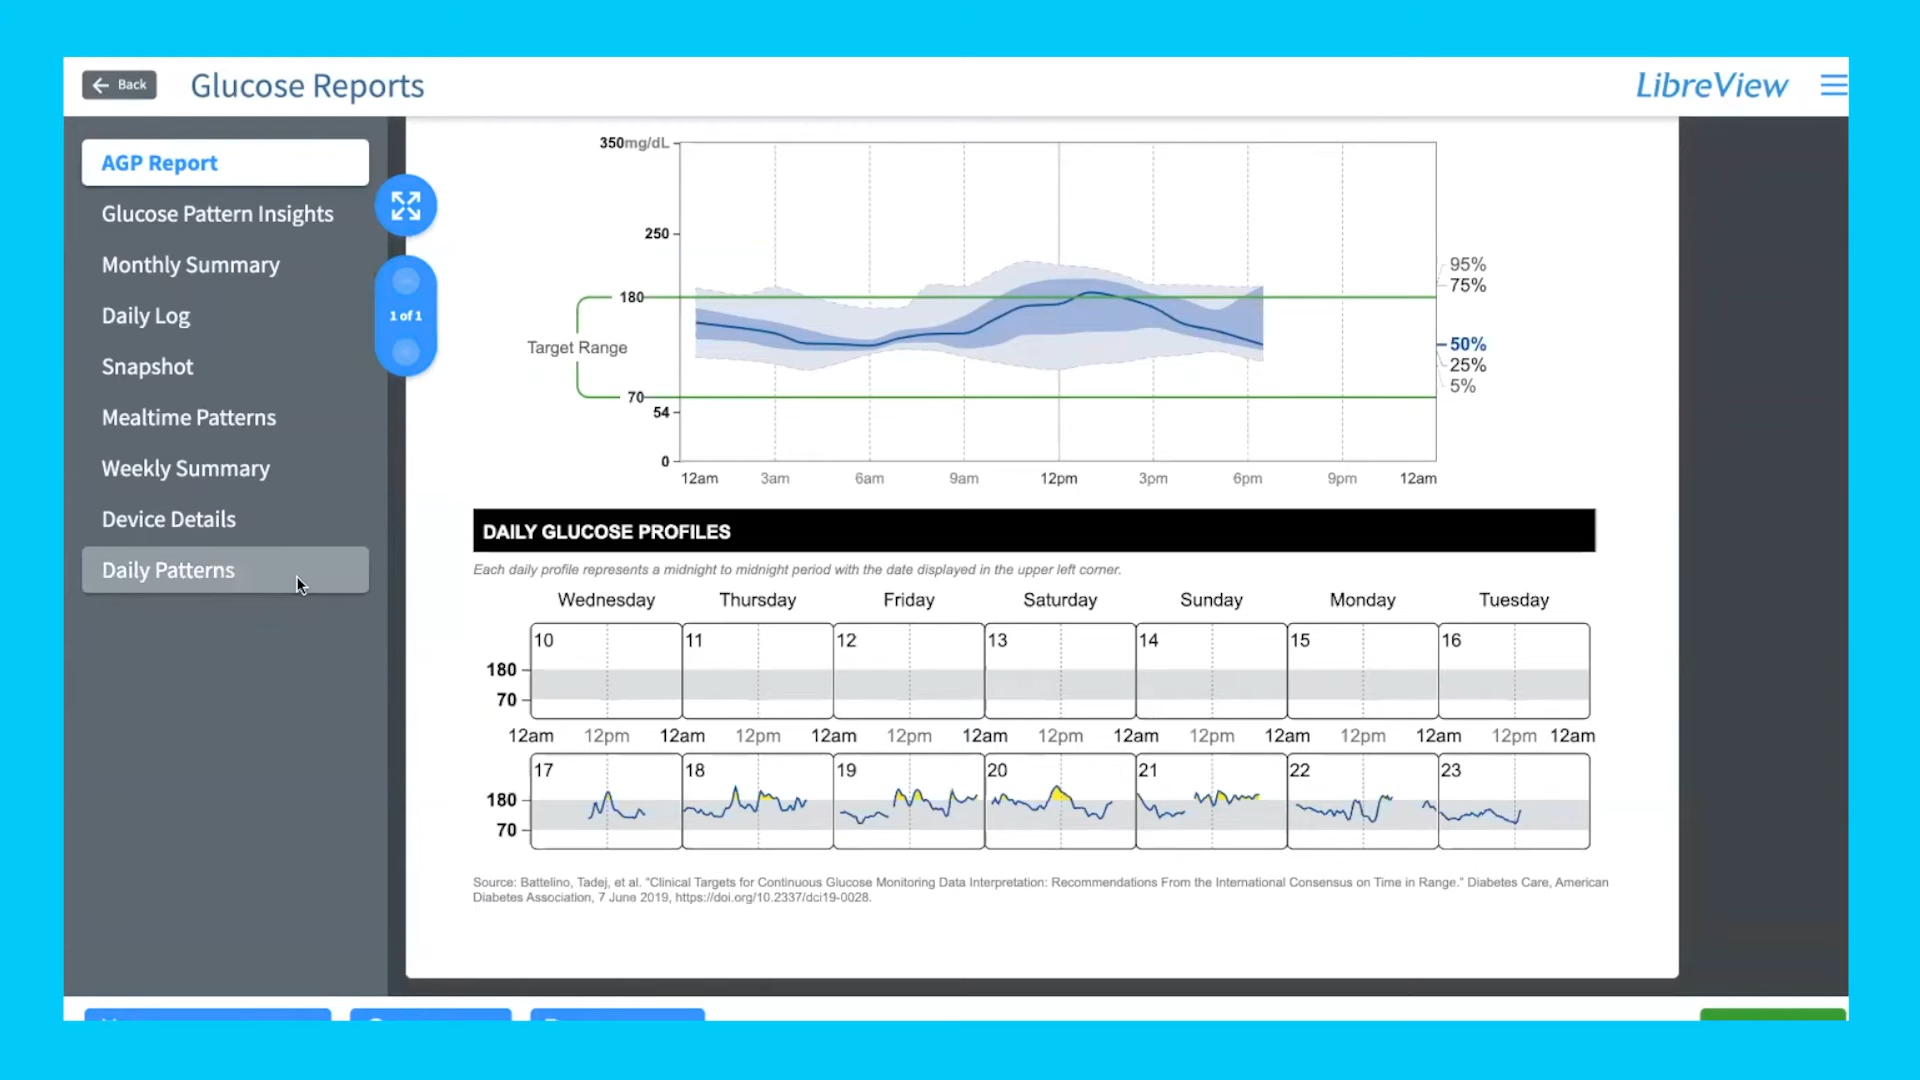 Back
Glucose Reports
LibreView
AGP Report
Glucose Pattern Insights
Monthly Summary
Daily Log
Snapshot
Mealtime Patterns
Weekly Summary
Device Details
Daily Patterns
1 of 1
350mg/dL
250
180
Target Range
70
54
0
95%
75%
50%
25%
5%
12am 3am 6am 9am 12pm 3pm 6pm 9pm 12am
DAILY GLUCOSE PROFILES
Each daily profile represents a midnight to midnight period with the date displayed in the upper left corner.
Wednesday Thursday Friday Saturday Sunday Monday Tuesday
10 11 12 13 14 15 16
180
70
12am 12pm 12am 12pm 12am 12pm 12am 12pm 12am 12pm 12am 12pm 12am 12pm 12am
17 18 19 20 21 22 23
180
70
Source: Battelino, Tadej, et al. "Clinical Targets for Continuous Glucose Monitoring Data Interpretation: Recommendations From the International Consensus on Time in Range." Diabetes Care, American
Diabetes Association, 7 June 2019, https://doi.org/10.2337/dci19-0028.